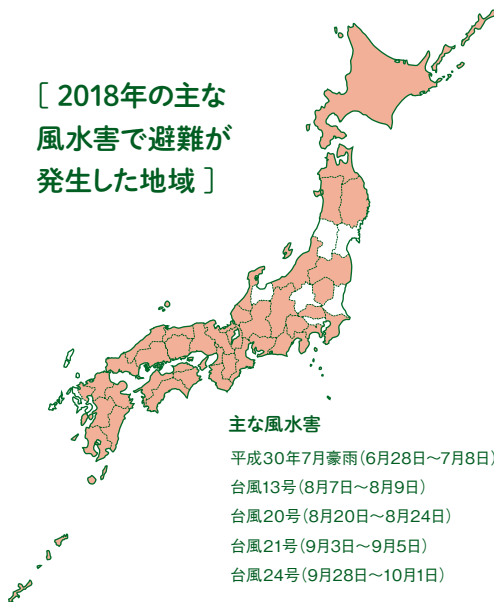 ［ 2018年の主な
風水害で避難が
発生した地域 ］
主な風水害
平成30年7月豪雨（6月28日〜7月8日）
台風13号（8月7日〜8月9日）
台風20号（8月20日〜8月24日）
台風21号（9月3日〜9月5日）
台風24号（9月28日〜10月1日）